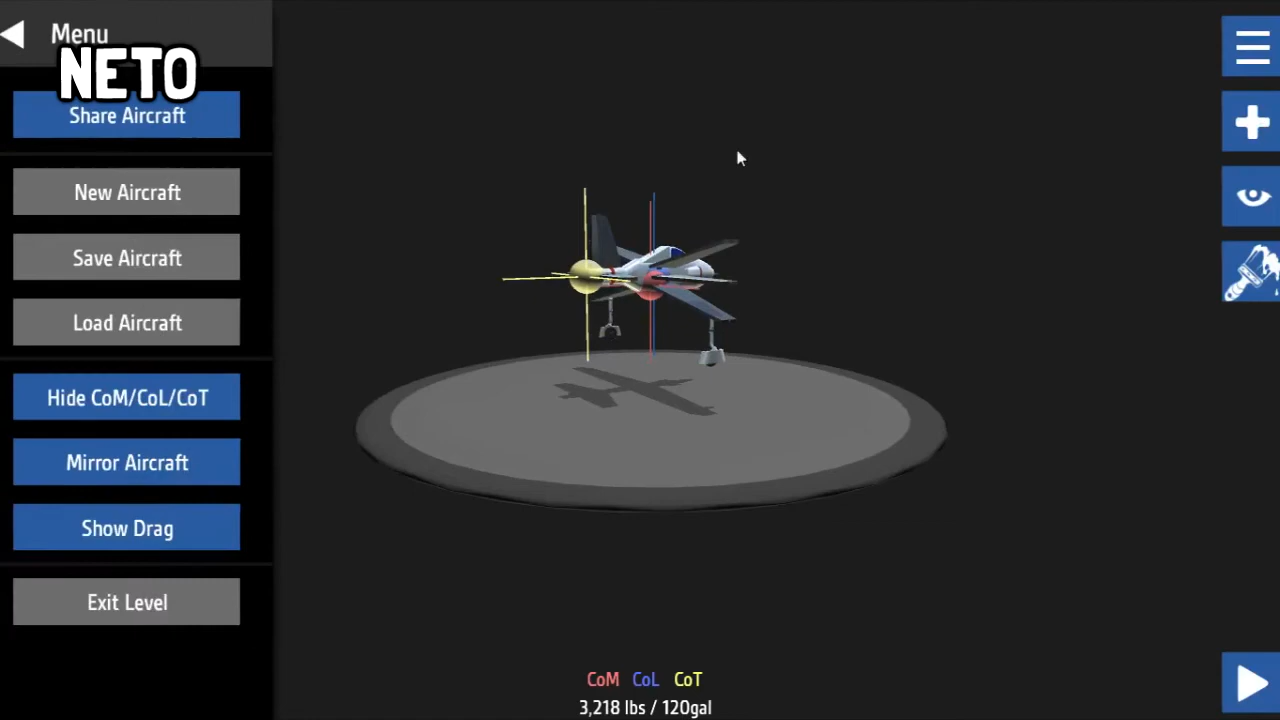 Menu
NETO
Share Aircraft
New Aircraft
Save Aircraft
Load Aircraft
Hide CoM/CoL/CoT
Mirror Aircraft
Show Drag
Exit Level
CoM CoL CoT
3,218 lbs / 120gal